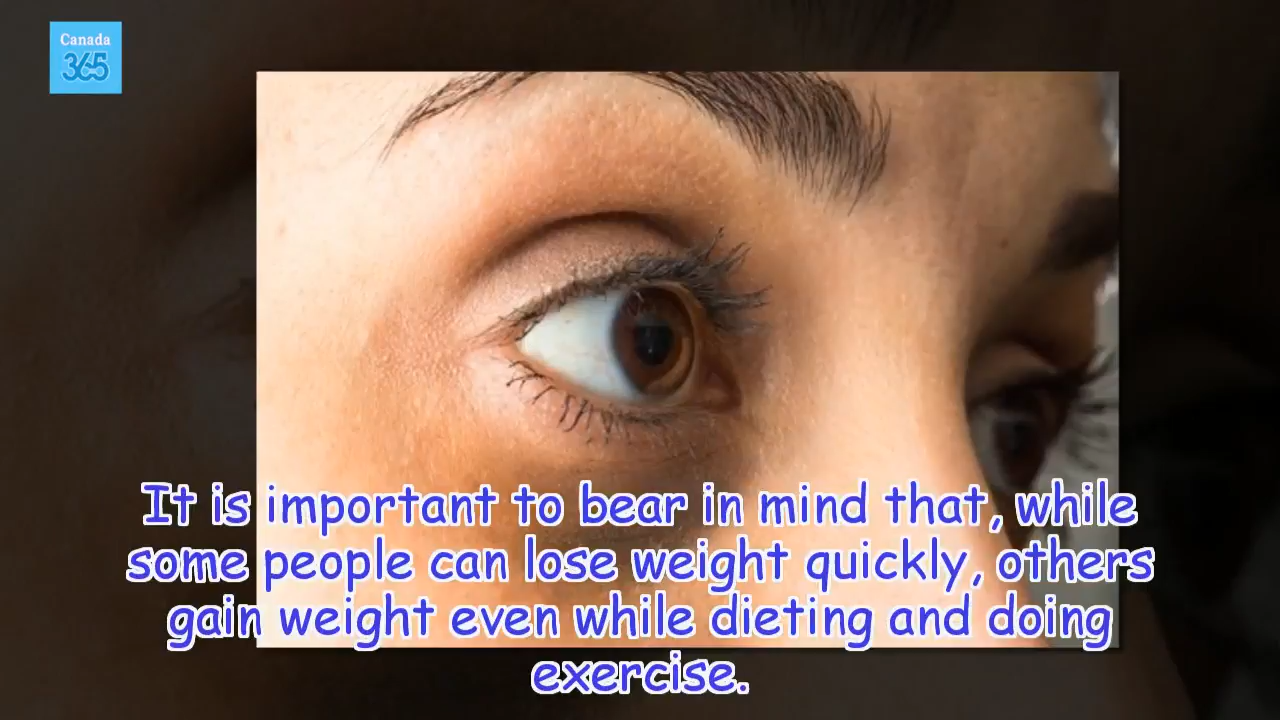 Canada
365
It is important to bear in mind that, while
some people can lose weight quickly, others
gain weight even while dieting and doing
exercise.